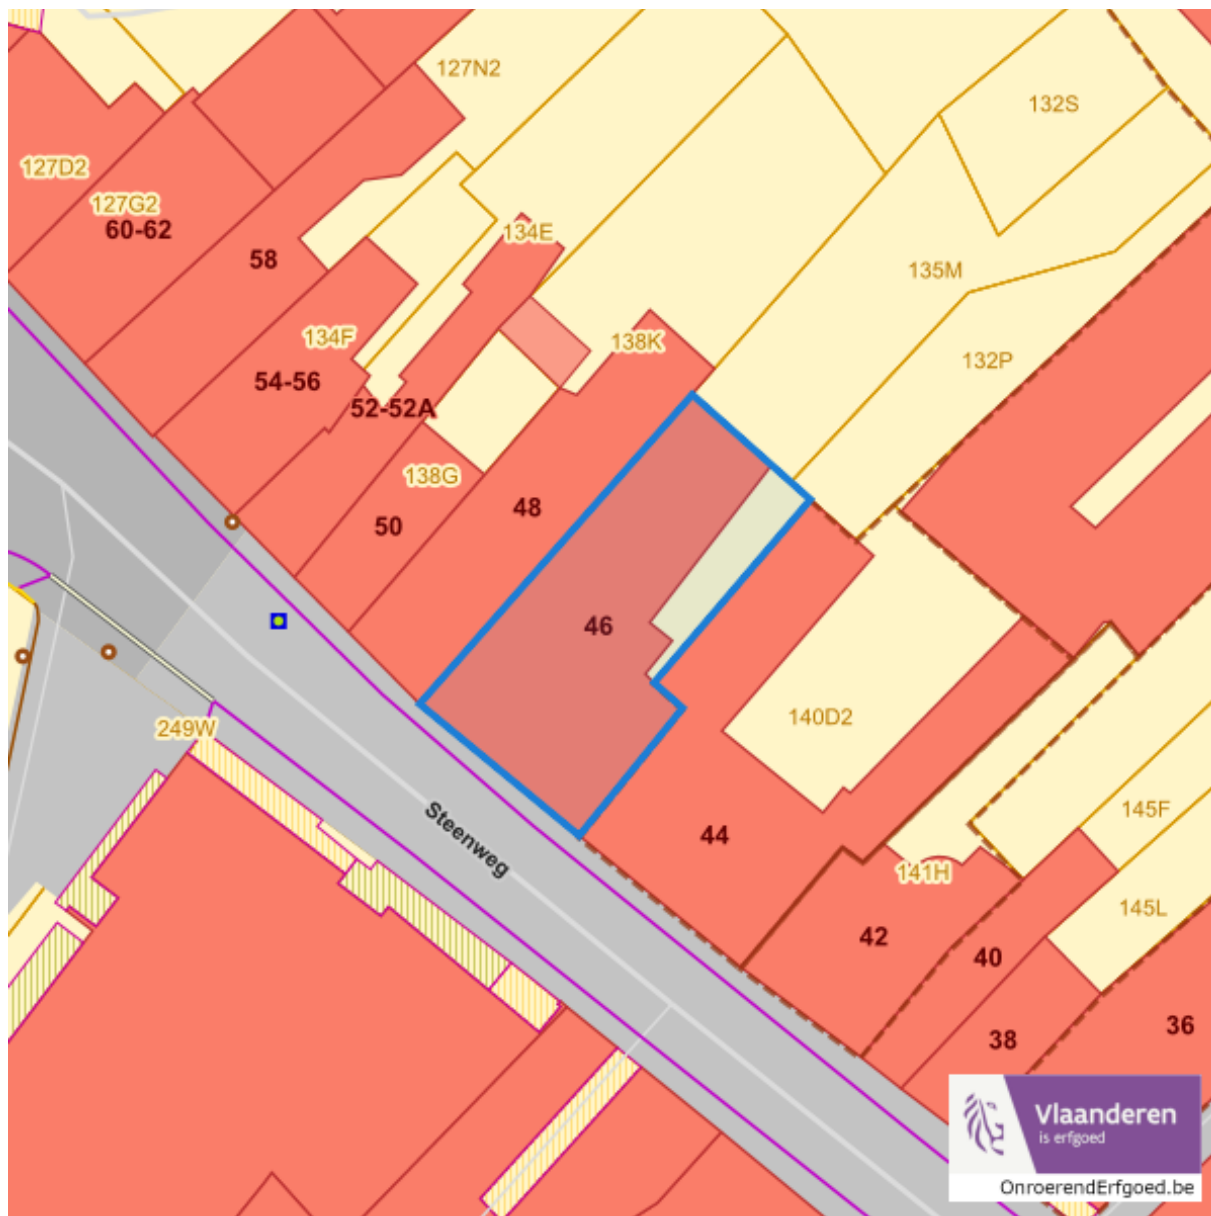 127N2
132S
127D2
127G2
60-62
134E
58
135M
134F
138K
132P
54-56
52-52A
138G
48
50
46
140D2
249W
145F
Steenweg
44
141H
145L
42
40
36
38
Vlaanderen
is erfgoed
OnroerendErfgoed.be